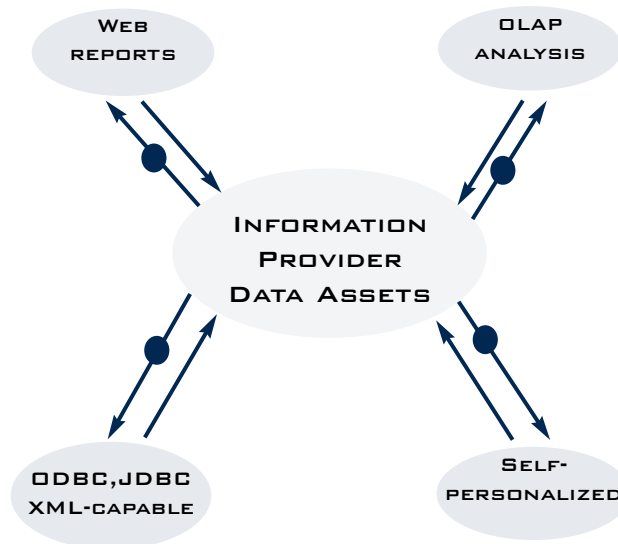 WEB
REPORTS
OLAP
ANALYSIS
INFORMATION
PROVIDER
DATA ASSETS
ODBC,JDBC
XML-CAPABLE
SELF-
PERSONALIZED